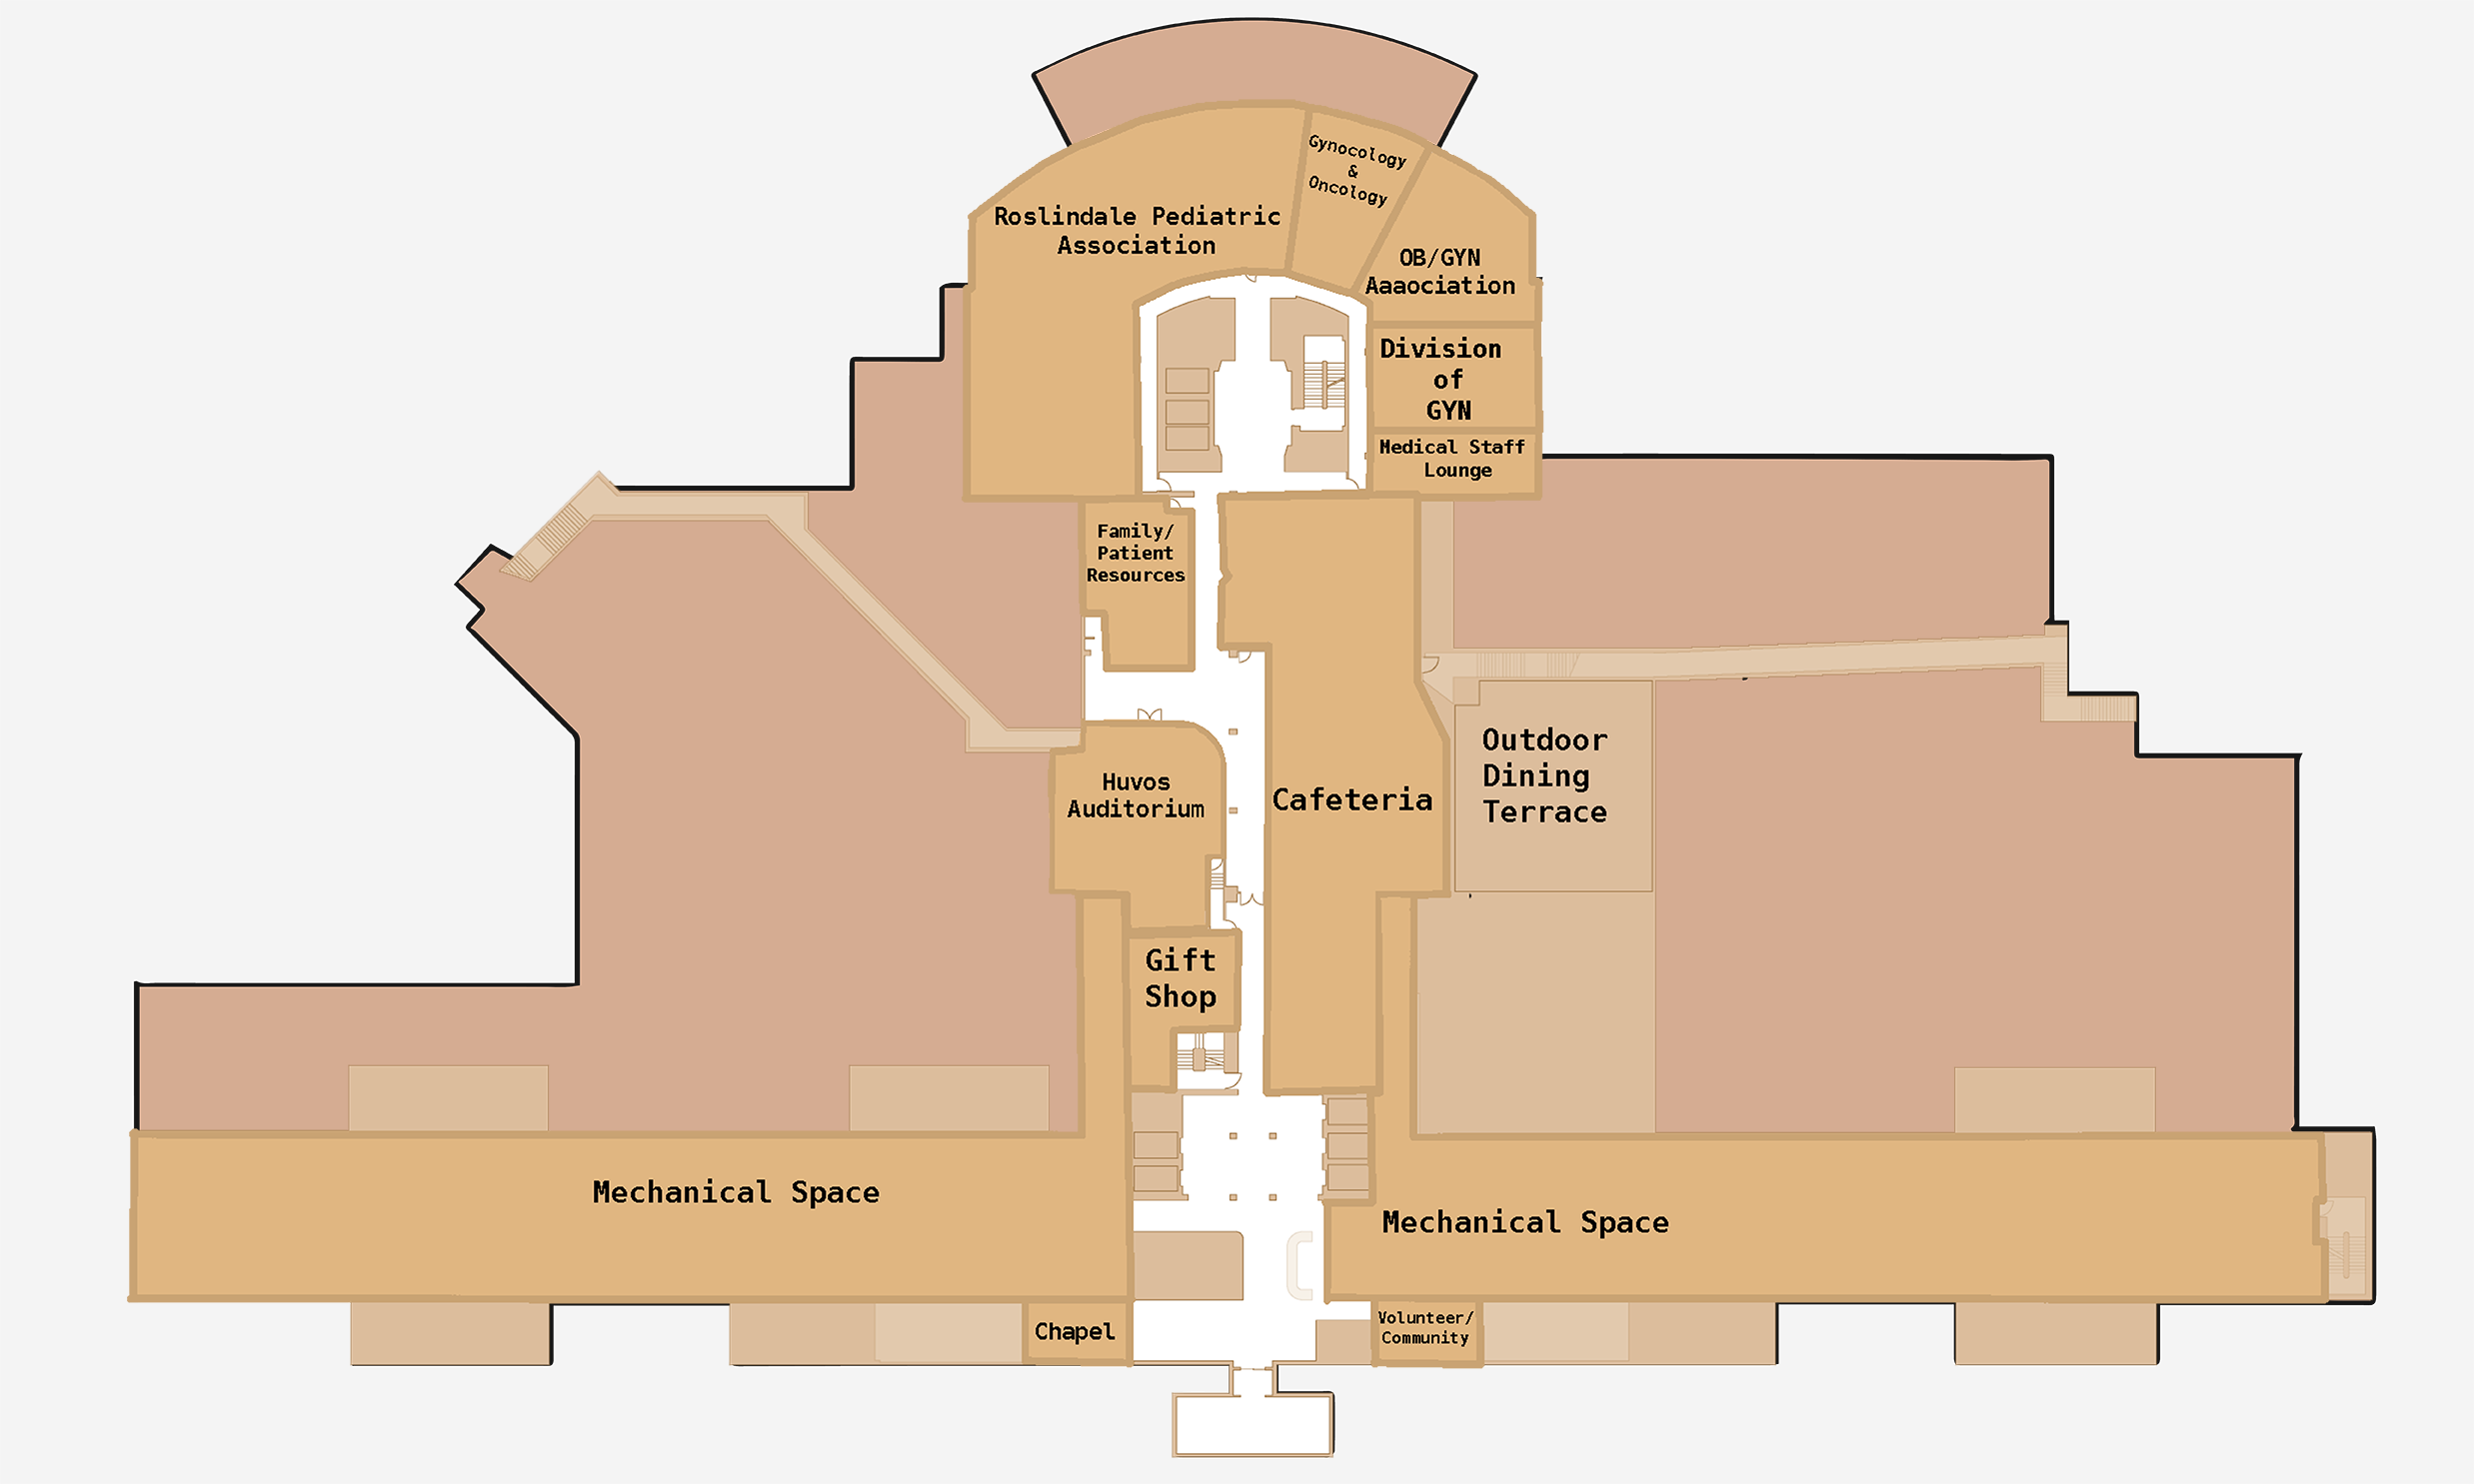 Gynocology
&
Oncology
Roslindale Pediatric
Association
OB/GYN
Aaaociation
Division
of
GYN
Medical Staff
Lounge
Family/
Patient
Resources
Outdoor
Dining
Terrace
Huvos
Auditorium
Cafeteria
Gift
Shop
Mechanical Space
Mechanical Space
Chapel
Volunteer/
Community